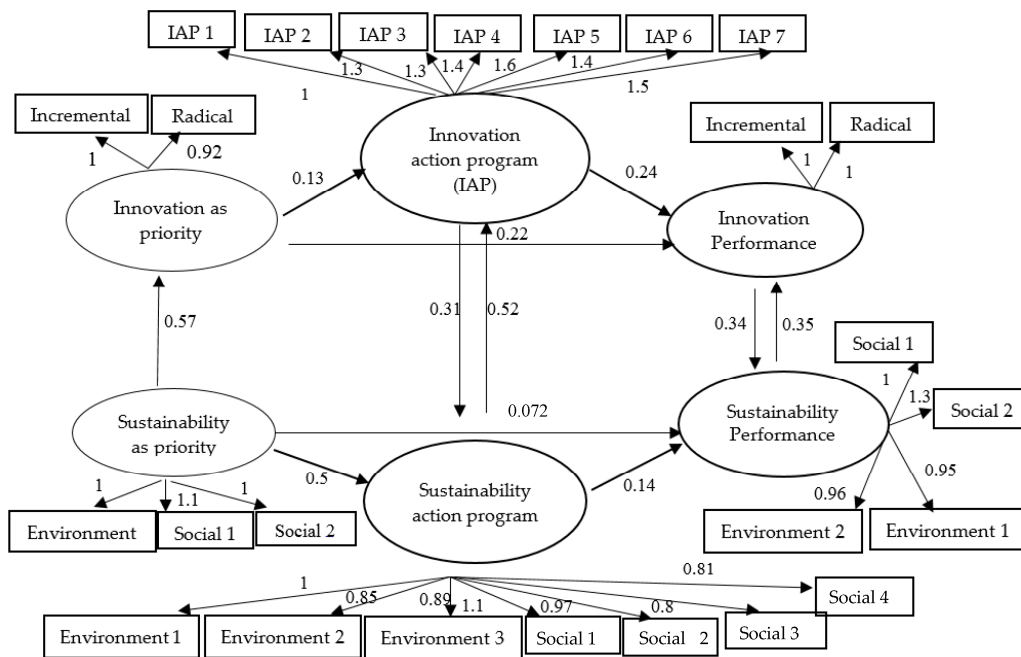 IAP 1
IAP 2
IAP 3
IAP 4
IAP 5
IAP 6
IAP 7
1
1.3
1.3
1.4
1.6
1.4
1.5
Incremental
Radical
1
0.92
Innovation as
priority
0.13
Innovation
action program
(IAP)
0.24
Incremental
Radical
1
1
Innovation
Performance
0.22
0.57
0.31
0.52
0.34
0.35
Sustainability
as priority
0.072
0.5
1
1.1
1
Environment
Social 1
Social 2
Sustainability
action program
0.14
Sustainability
Performance
Social 1
1
1.3
Social 2
0.96
0.95
Environment 2
Environment 1
1
0.85
0.89
1.1
0.97
0.8
0.81
Environment 1
Environment 2
Environment 3
Social 1
Social 2
Social 3
Social 4